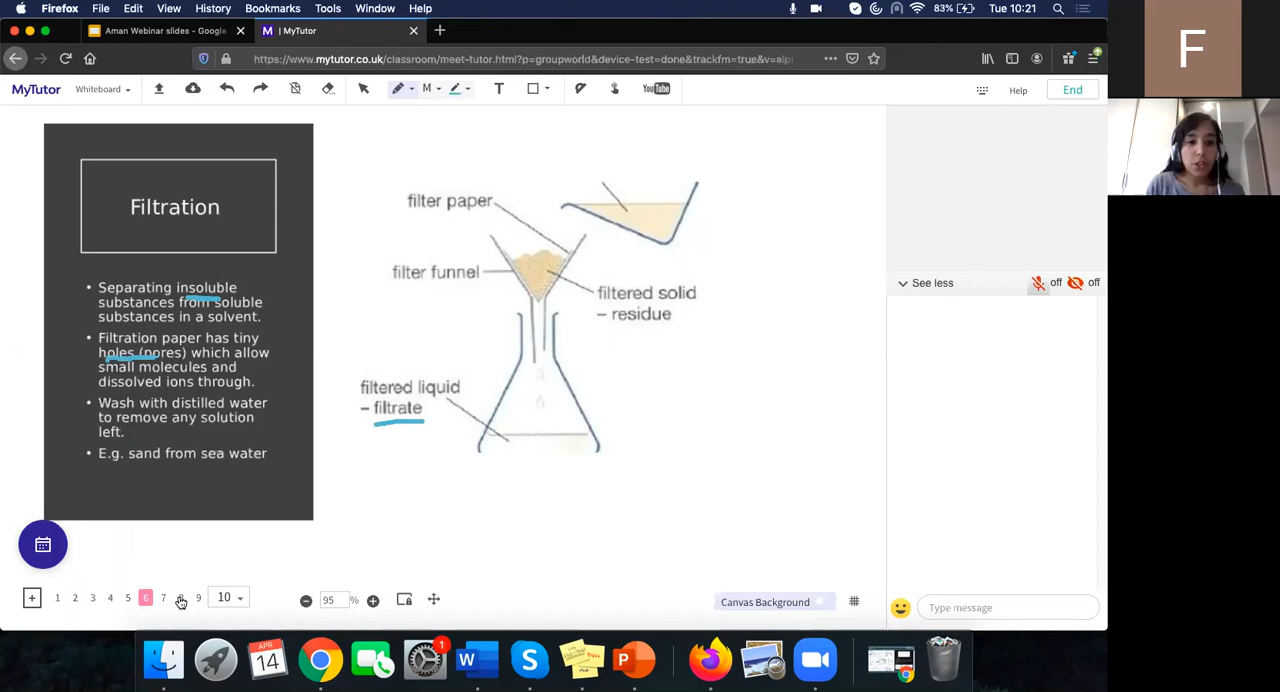 Firefox File Edit View History Bookmarks Tools Window Help 83% Tue 10:21
Aman Webinar slides - Google
M | MyTutor
https://www.mytutor.co.uk/classroom/meet-tutor.html?p=groupworld&device-test=done&trackfm=true&v=alp
MyTutor Whiteboard M T YouTube Help End
Filtration
• Separating insoluble
substances from soluble
substances in a solvent.
• Filtration paper has tiny
holes (pores) which allow
small molecules and
dissolved ions through.
• Wash with distilled water
to remove any solution
left.
• E.g. sand from sea water
filter paper
filter funnel
filtered solid
– residue
filtered liquid
– filtrate
See less off off
F
+ 1 2 3 4 5 6 7 8 9 10
95 %
Canvas Background
Type message
APR
14
1
W
S
P